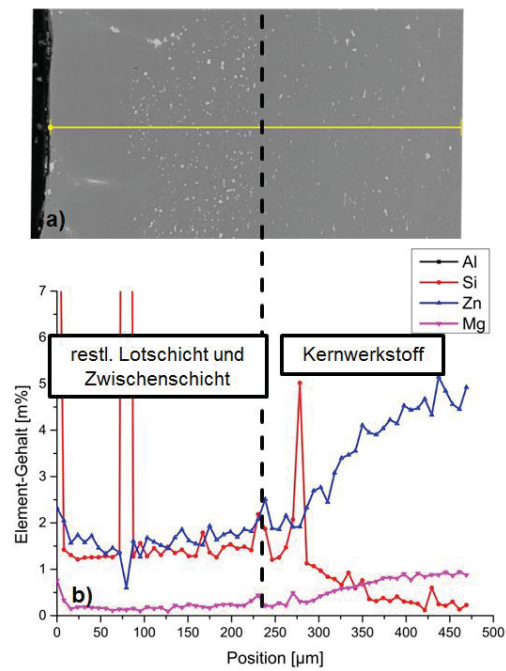 a)
Al
Si
Zn
Mg
7
6
5
4
3
2
1
0
restl. Lotschicht und
Zwischenschicht
Kernwerkstoff
Element-Gehalt [m%]
b)
0 50 100 150 200 250 300 350 400 450 500
Position [µm]